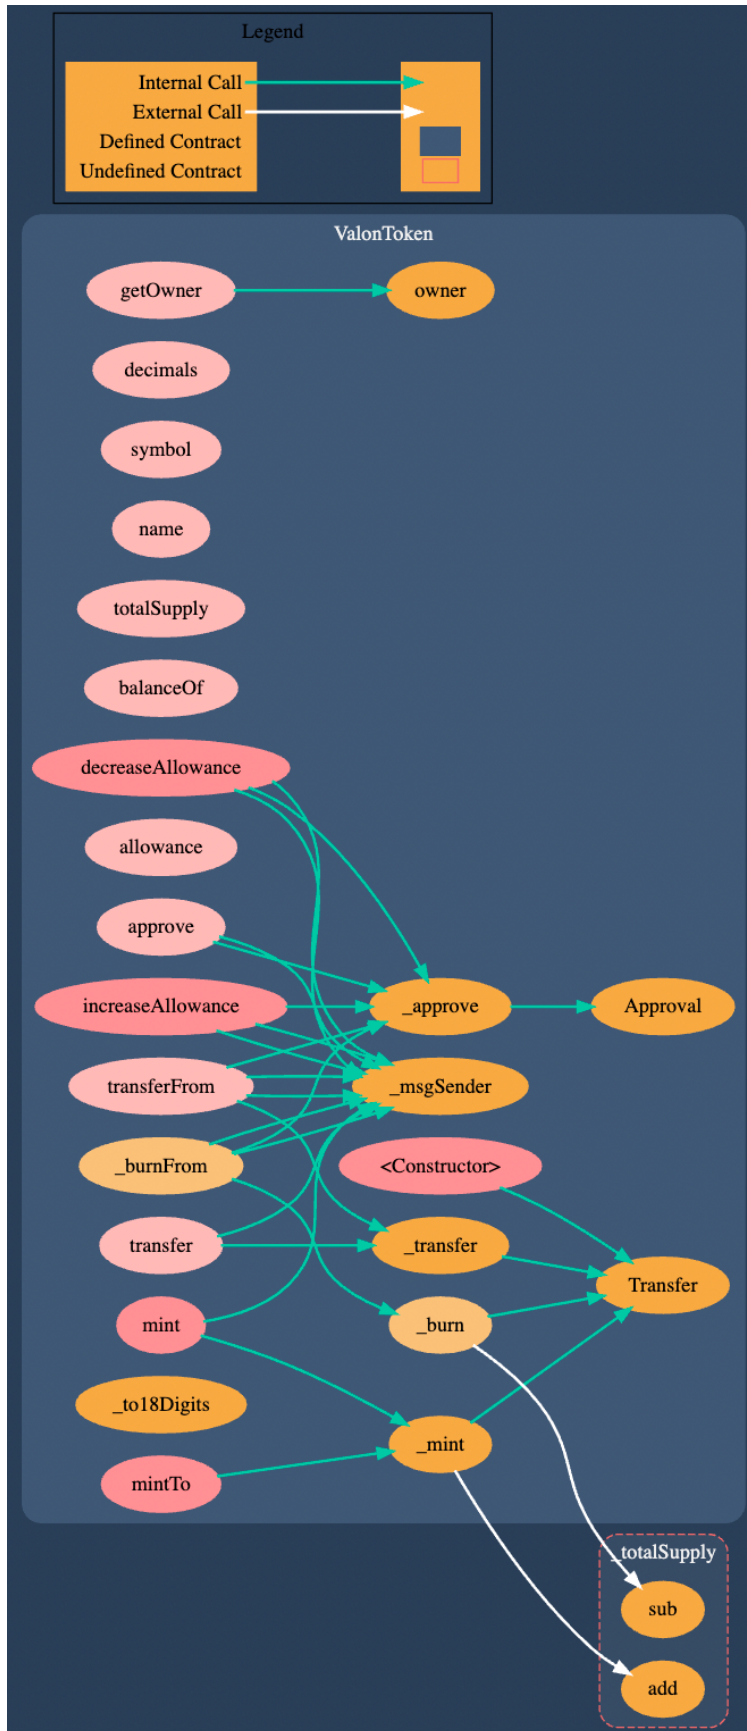 Legend
Internal Call
External Call
Defined Contract
Undefined Contract
ValonToken
getOwner
owner
decimals
symbol
name
totalSupply
balanceOf
decreaseAllowance
allowance
approve
increaseAllowance
_approve
Approval
transferFrom
_msgSender
_burnFrom
<Constructor>
transfer
_transfer
Transfer
mint
_burn
_to18Digits
_mint
mintTo
_totalSupply
sub
add